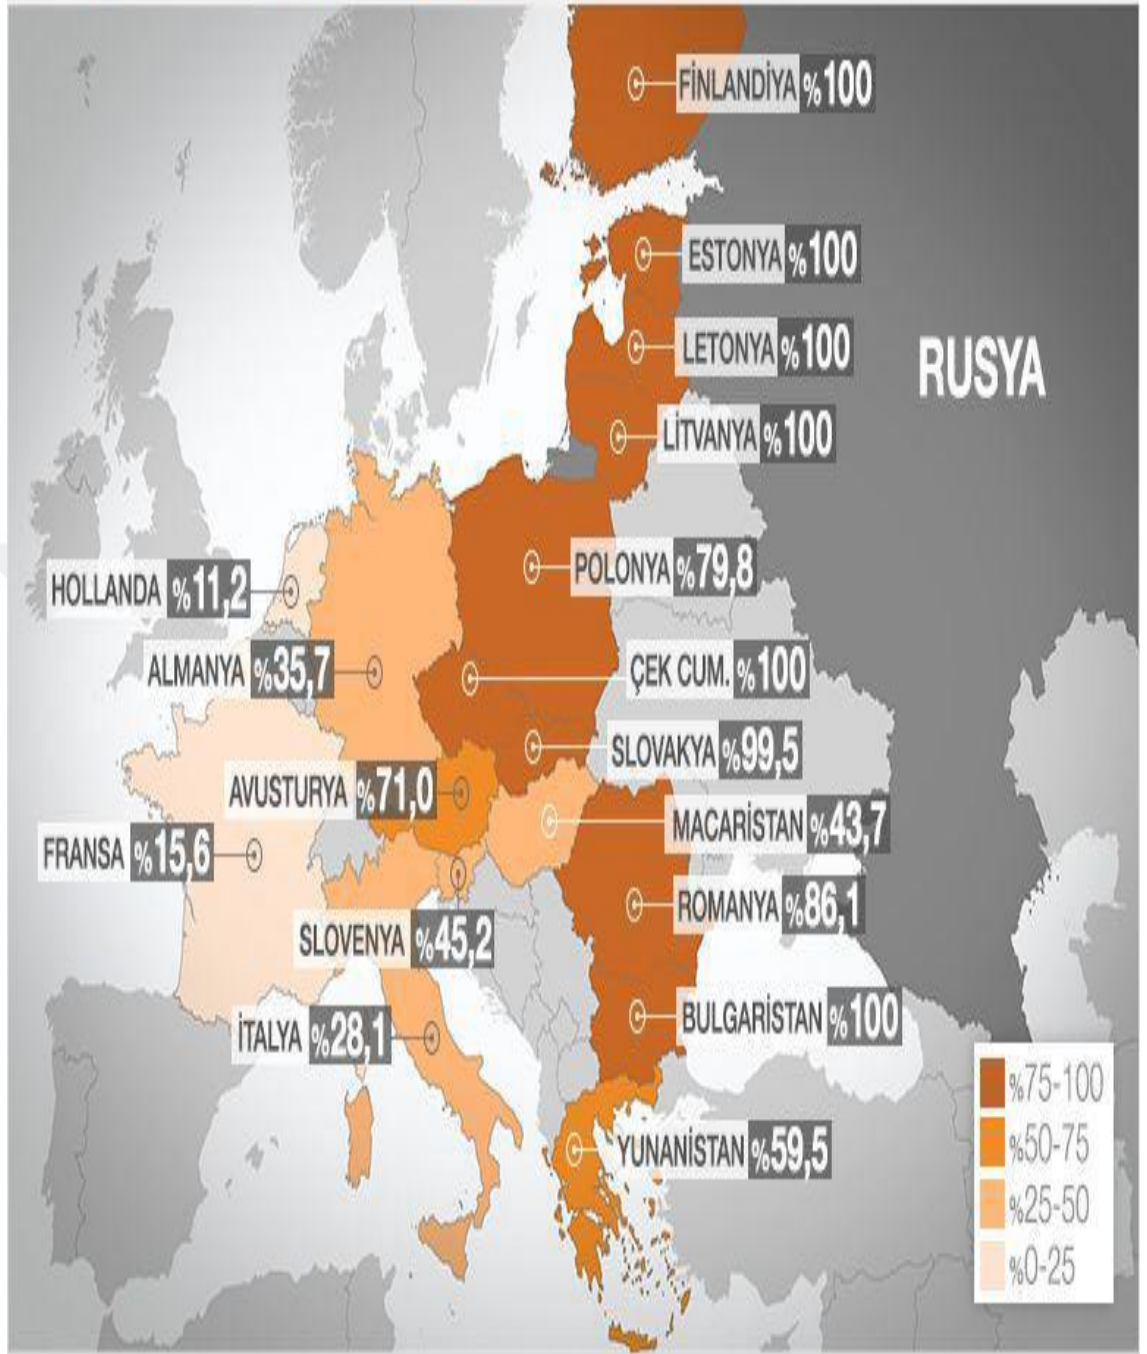 FİNLANDİYA %100
ESTONYA %100
LETONYA %100
RUSYA
LİTVANYA %100
POLONYA %79,8
HOLLANDA %11,2
ALMANYA %35,7
ÇEK CUM. %100
SLOVAKYA %99,5
AVUSTURYA %71,0
MACARİSTAN %43,7
FRANSA %15,6
ROMANYA %86,1
SLOVENYA %45,2
BULGARİSTAN %100
İTALYA %28,1
YUNANİSTAN %59,5
%75-100
%50-75
%25-50
%0-25